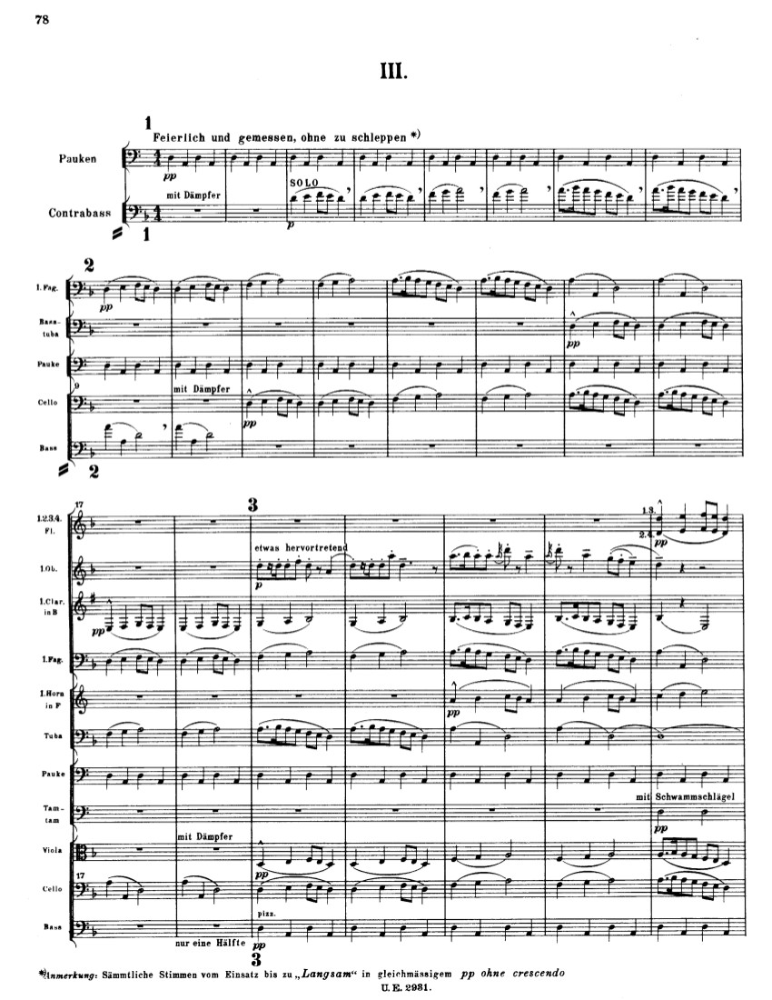 78
III.
1
Feierlich und gemessen, ohne zu schleppen *)
Pauken
pp
mit Dämpfer
SOLO
Contrabass
p
1
2
I. Fag.
pp
Bass-
tuba
pp
Pauke
9
mit Dämpfer
Cello
pp
Bass
2
17
3
1.2.3.4.
Fl.
1.3.
2.4.
pp
etwas hervortretend
1.Ob.
p
1.Clar.
in B
pp
1.Fag.
1.Horn
in F
pp
Tuba
Pauke
mit Schwammschlägel
Tam-
tam
pp
mit Dämpfer
Viola
pp
17
Cello
pizz.
Bass
nur eine Hälfte pp
3
*)Anmerkung: Sämmtliche Stimmen vom Einsatz bis zu „Langsam“ in gleichmässigem pp ohne crescendo
U.E. 2931.